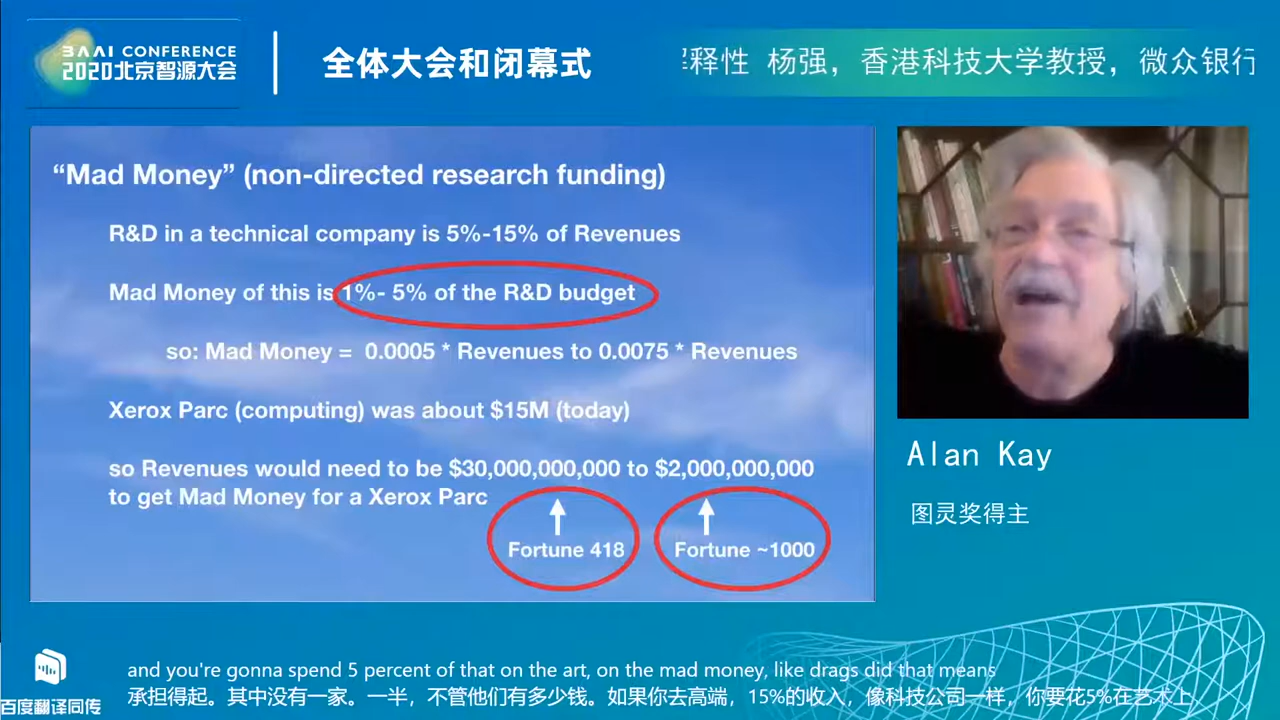 BAAI CONFERENCE
2020北京智源大会
全体大会和闭幕式
释性 杨强，香港科技大学教授，微众银行
“Mad Money” (non-directed research funding)
R&D in a technical company is 5%-15% of Revenues
Mad Money of this is 1%- 5% of the R&D budget
so: Mad Money = 0.0005 * Revenues to 0.0075 * Revenues
Xerox Parc (computing) was about $15M (today)
so Revenues would need to be $30,000,000,000 to $2,000,000,000
to get Mad Money for a Xerox Parc
Fortune 418
Fortune ~1000
Alan Kay
图灵奖得主
and you're gonna spend 5 percent of that on the art, on the mad money, like drags did that means
承担得起。其中没有一家。一半，不管他们有多少钱。如果你去高端，15%的收入，像科技公司一样，你要花5%在艺术上
百度翻译同传